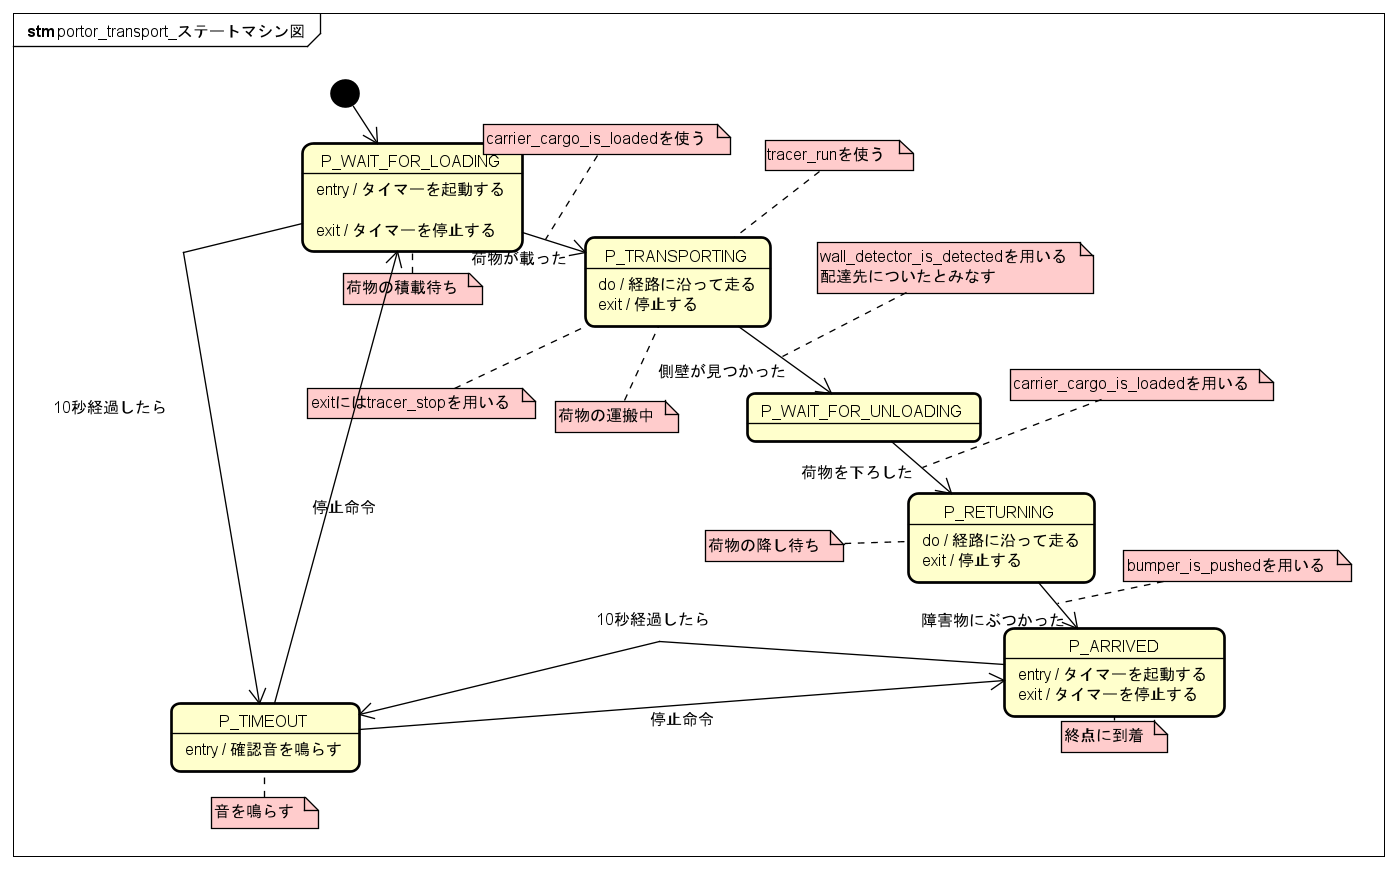 stm portor_transport_ステートマシン図
carrier_cargo_is_loadedを使う
tracer_runを使う
P_WAIT_FOR_LOADING
entry / タイマーを起動する
exit / タイマーを停止する
荷物が載った
P_TRANSPORTING
do / 経路に沿って走る
exit / 停止する
wall_detector_is_detectedを用いる
配達先についたとみなす
荷物の積載待ち
側壁が見つかった
carrier_cargo_is_loadedを用いる
exitにはtracer_stopを用いる
荷物の運搬中
10秒経過したら
P_WAIT_FOR_UNLOADING
荷物を下ろした
停止命令
P_RETURNING
do / 経路に沿って走る
exit / 停止する
荷物の降し待ち
bumper_is_pushedを用いる
10秒経過したら
障害物にぶつかった
P_ARRIVED
entry / タイマーを起動する
exit / タイマーを停止する
停止命令
終点に到着
P_TIMEOUT
entry / 確認音を鳴らす
音を鳴らす